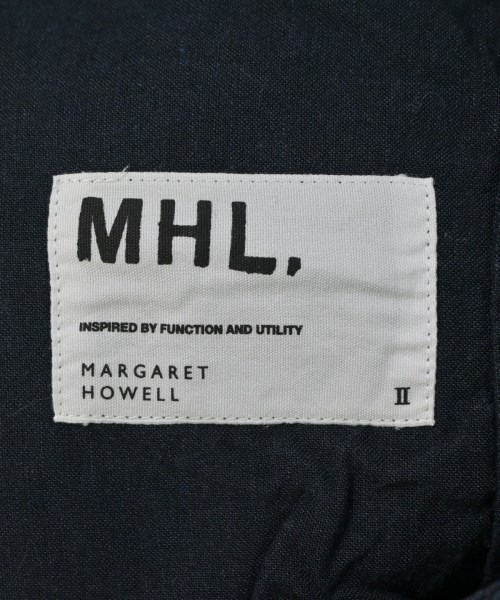 MHL.
INSPIRED BY FUNCTION AND UTILITY
MARGARET
HOWELL
II